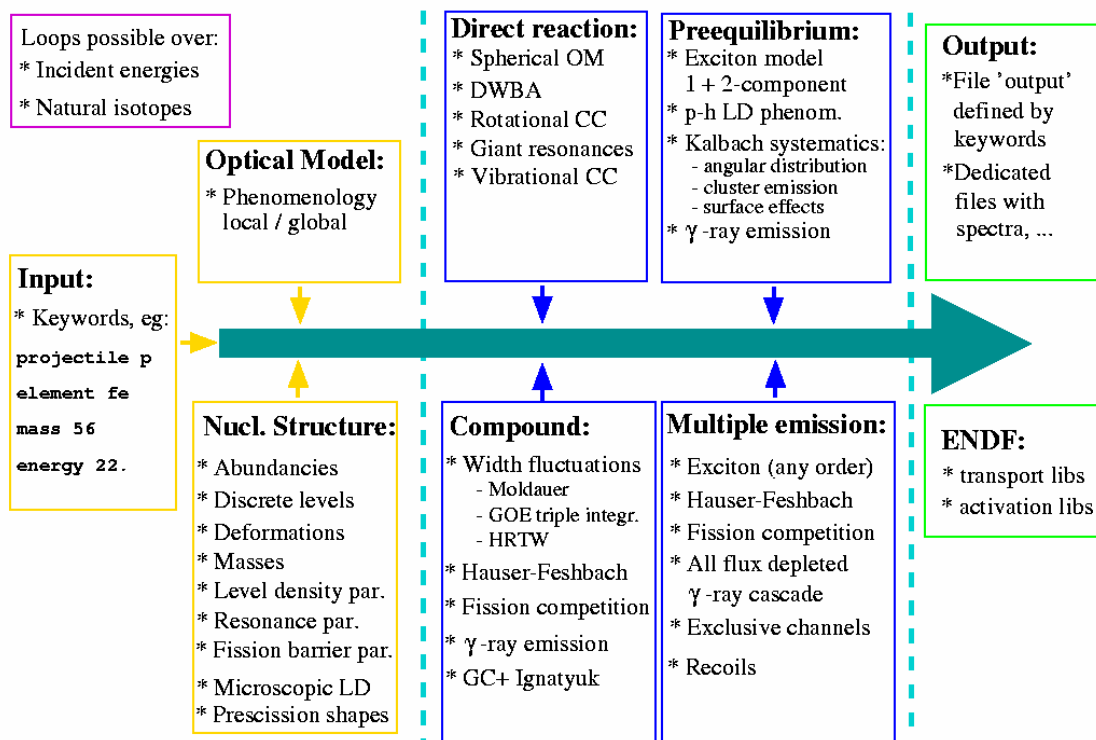 Loops possible over:
* Incident energies
* Natural isotopes
Optical Model:
* Phenomenology
local / global
Input:
* Keywords, eg:
projectile p
element fe
mass 56
energy 22.
Nucl. Structure:
* Abundancies
* Discrete levels
* Deformations
* Masses
* Level density par.
* Resonance par.
* Fission barrier par.
* Microscopic LD
* Prescission shapes
Direct reaction:
* Spherical OM
* DWBA
* Rotational CC
* Giant resonances
* Vibrational CC
Compound:
* Width fluctuations
- Moldauer
- GOE triple integr.
- HRTW
* Hauser-Feshbach
* Fission competition
* γ -ray emission
* GC+ Ignatyuk
Preequilibrium:
* Exciton model
1 + 2-component
* p-h LD phenom.
* Kalbach systematics:
- angular distribution
- cluster emission
- surface effects
* γ -ray emission
Multiple emission:
* Exciton (any order)
* Hauser-Feshbach
* Fission competition
* All flux depleted
γ -ray cascade
* Exclusive channels
* Recoils
Output:
*File 'output'
defined by
keywords
*Dedicated
files with
spectra, ...
ENDF:
* transport libs
* activation libs